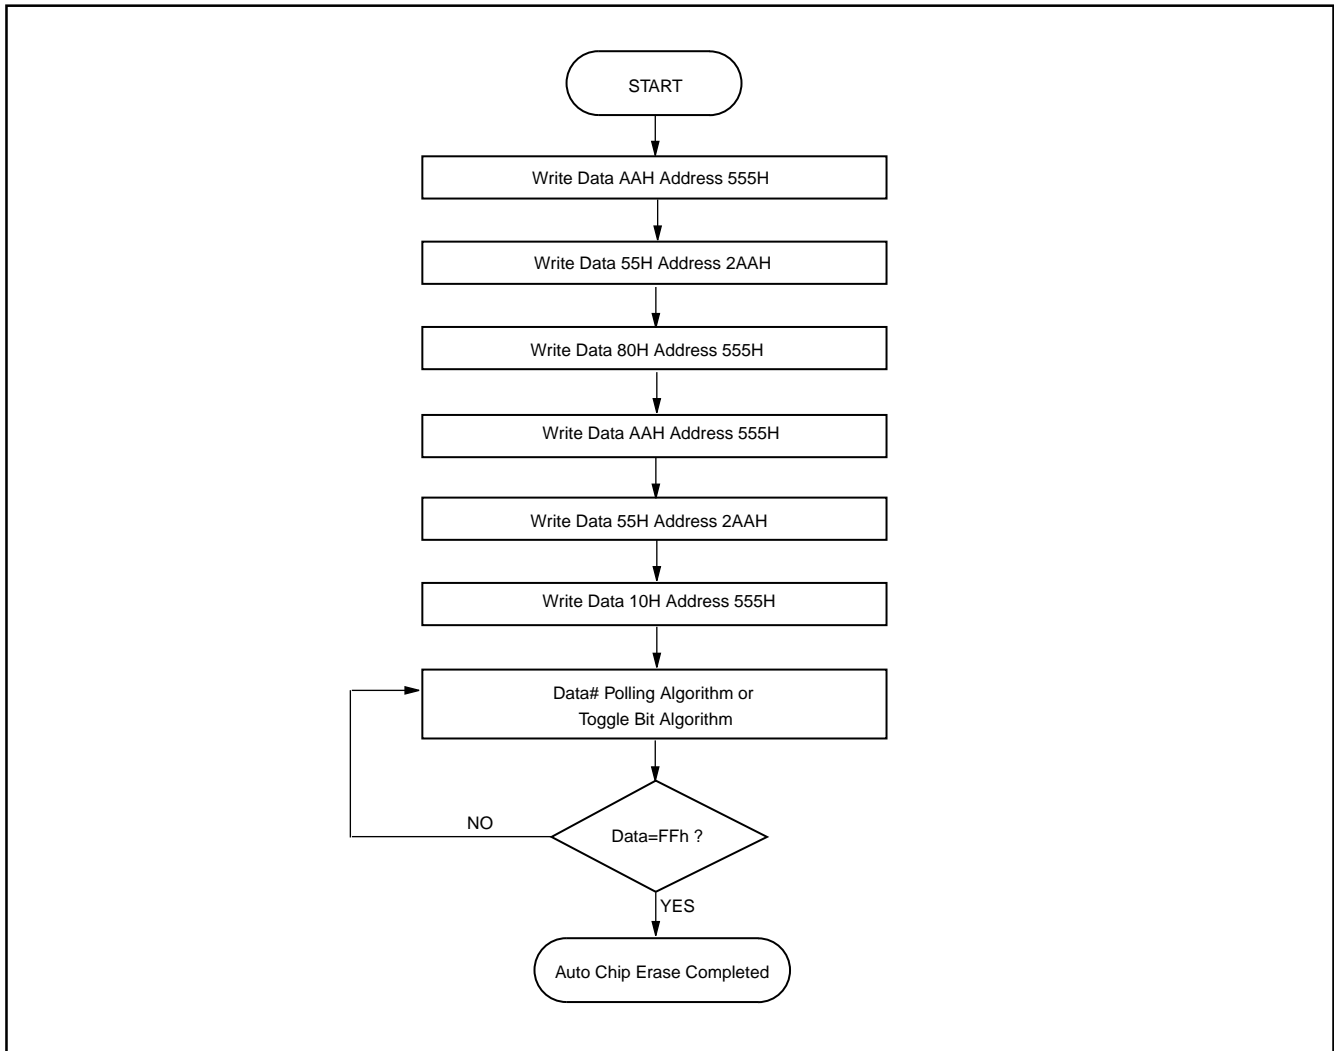 START
Write Data AAH Address 555H
Write Data 55H Address 2AAH
Write Data 80H Address 555H
Write Data AAH Address 555H
Write Data 55H Address 2AAH
Write Data 10H Address 555H
Data# Polling Algorithm or
Toggle Bit Algorithm
NO
Data=FFh ?
YES
Auto Chip Erase Completed